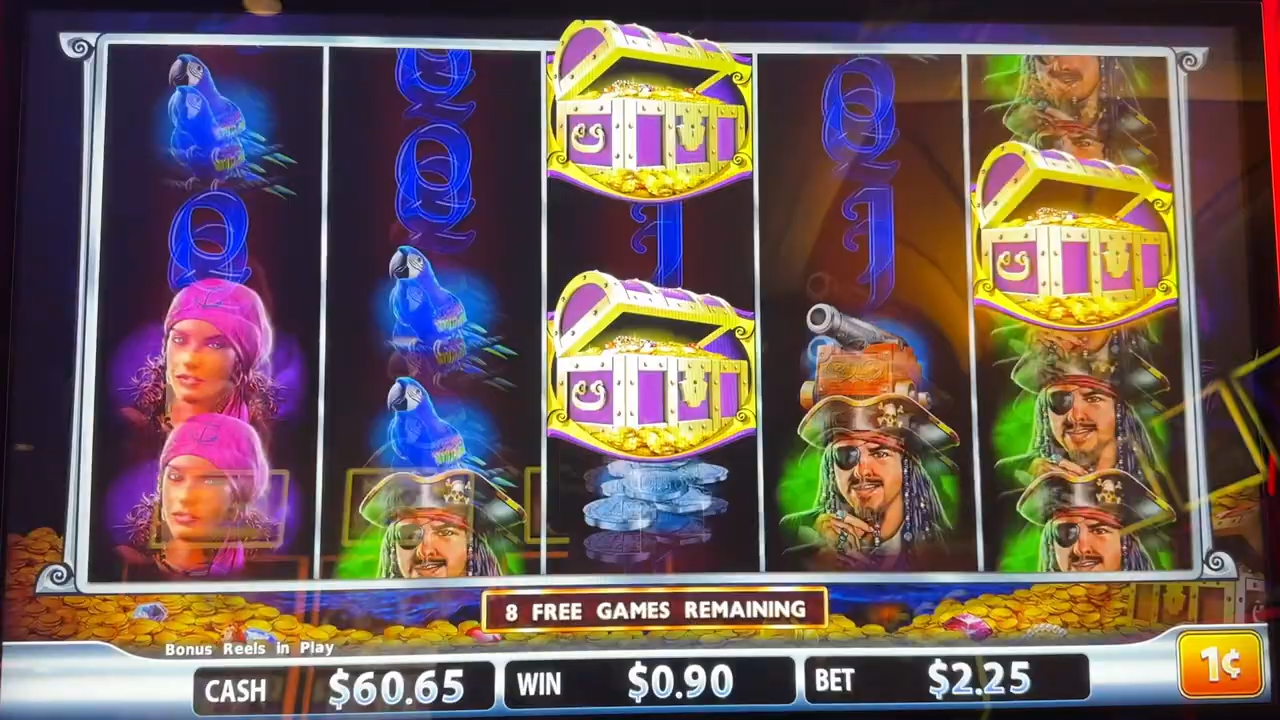 Q
Q
Q
Q
J
J
8 FREE GAMES REMAINING
Bonus Reels in Play
CASH $60.65 WIN $0.90 BET $2.25
1¢